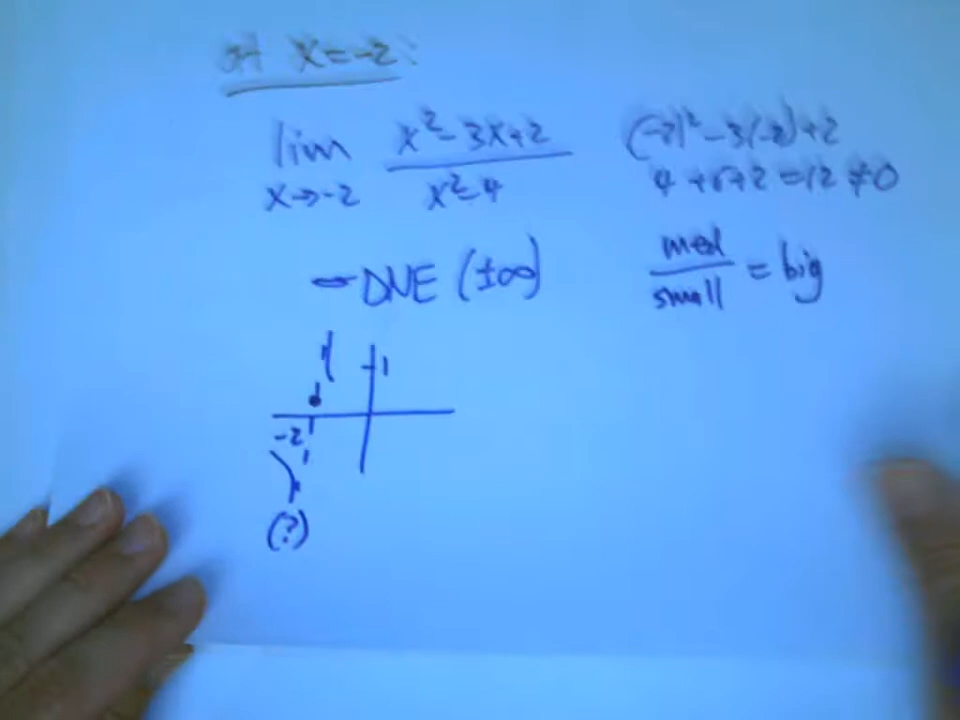 at x=-2:
lim x→-2 (x²-3x+2)/(x²-4)
(-2)²-3(-2)+2
4+6+2=12≠0
- DNE (±∞)
med/small = big
1
-2
(?)